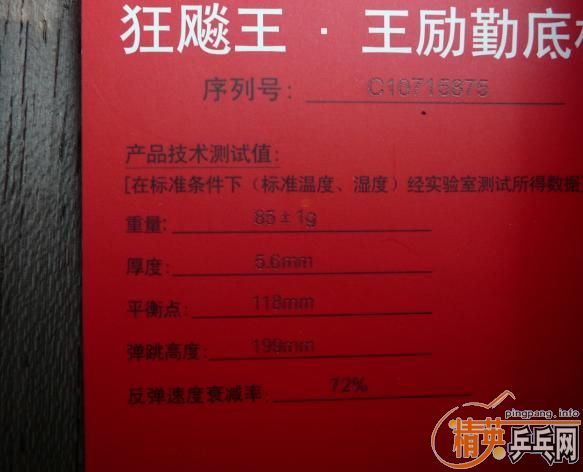 狂飚王·王励勤底
序列号: C10715875
产品技术测试值:
[在标准条件下（标准温度、湿度）经实验室测试所得数据
重量: 85±1g
厚度: 5.6mm
平衡点: 118mm
弹跳高度: 199mm
反弹速度衰减率: 72%
pingpang.info
精英乒乓网